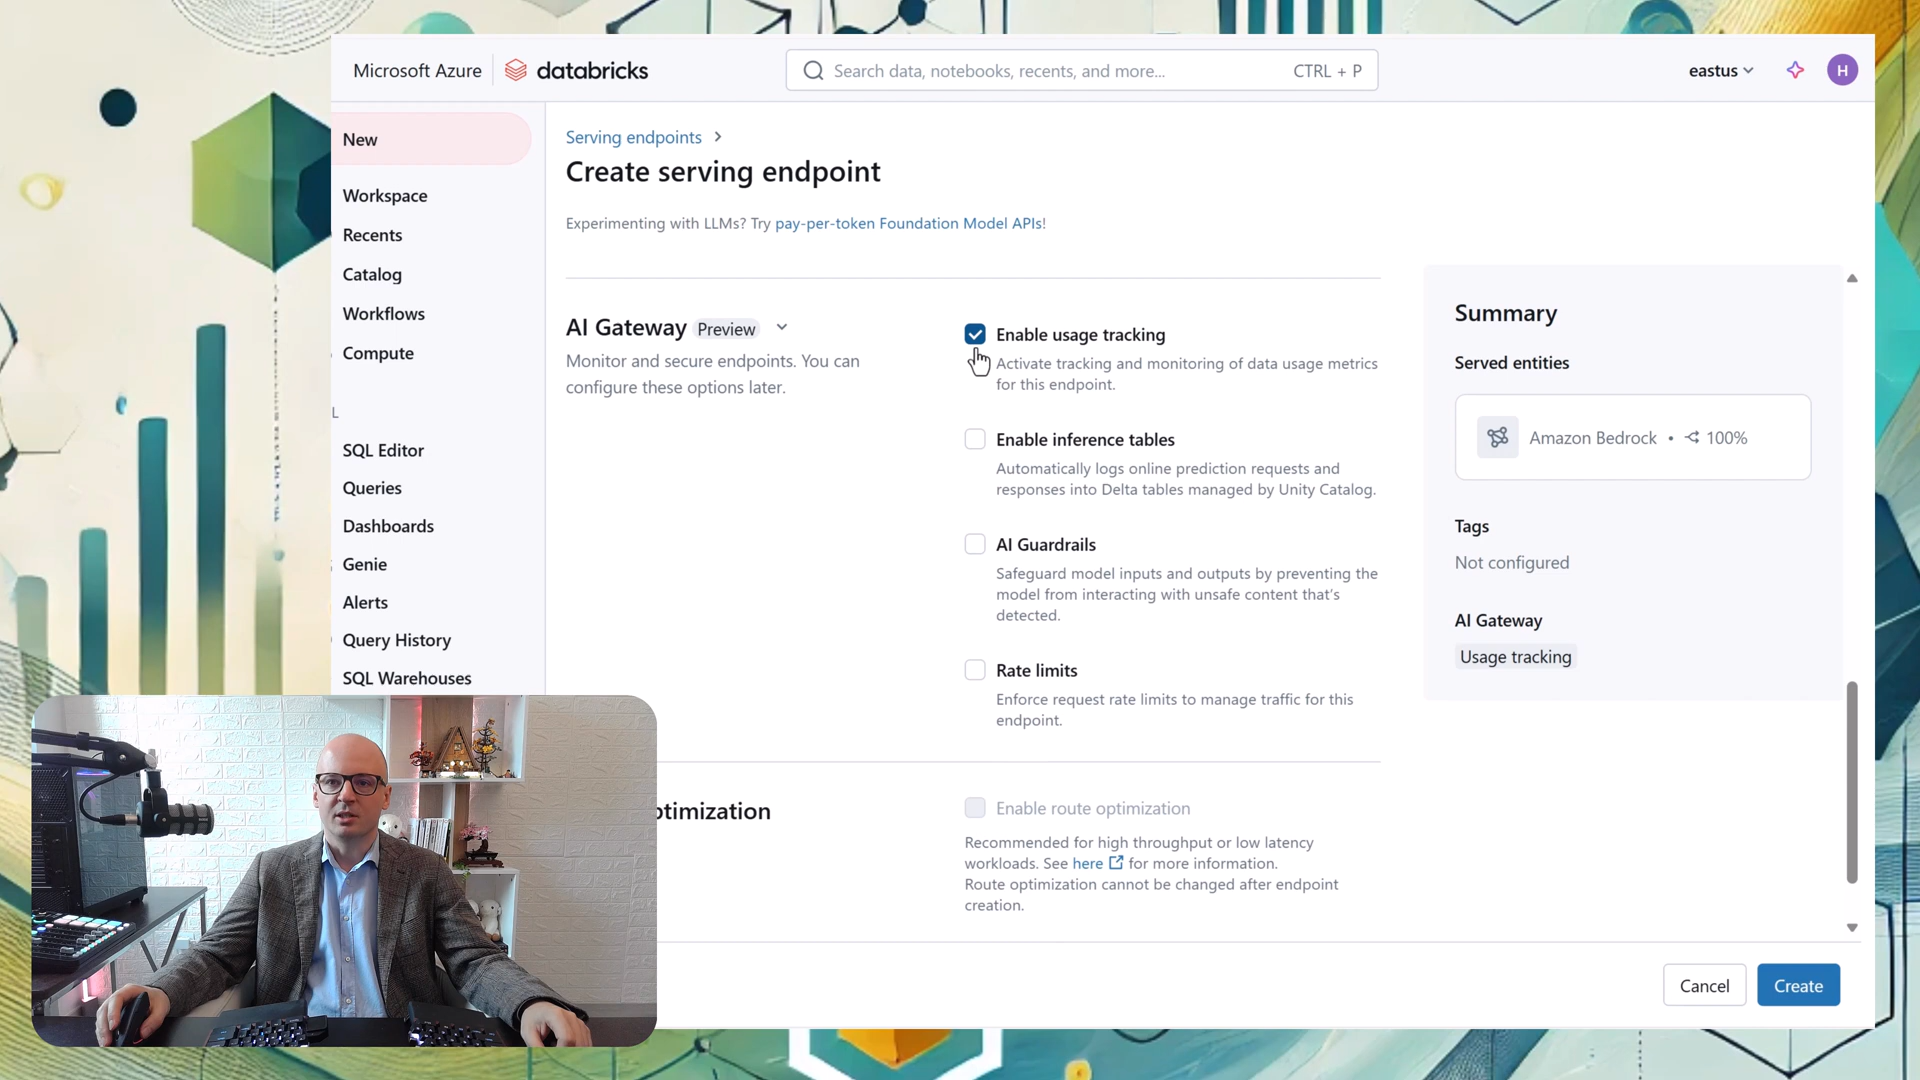 Microsoft Azure databricks
Search data, notebooks, recents, and more... CTRL + P
eastus
H
New
Workspace
Recents
Catalog
Workflows
Compute
L
SQL Editor
Queries
Dashboards
Genie
Alerts
Query History
SQL Warehouses
Serving endpoints
Create serving endpoint
Experimenting with LLMs? Try pay-per-token Foundation Model APIs!
AI Gateway Preview
Monitor and secure endpoints. You can
configure these options later.
Enable usage tracking
Activate tracking and monitoring of data usage metrics
for this endpoint.
Enable inference tables
Automatically logs online prediction requests and
responses into Delta tables managed by Unity Catalog.
AI Guardrails
Safeguard model inputs and outputs by preventing the
model from interacting with unsafe content that's
detected.
Rate limits
Enforce request rate limits to manage traffic for this
endpoint.
ptimization
Enable route optimization
Recommended for high throughput or low latency
workloads. See here for more information.
Route optimization cannot be changed after endpoint
creation.
Summary
Served entities
Amazon Bedrock • 100%
Tags
Not configured
AI Gateway
Usage tracking
Cancel
Create